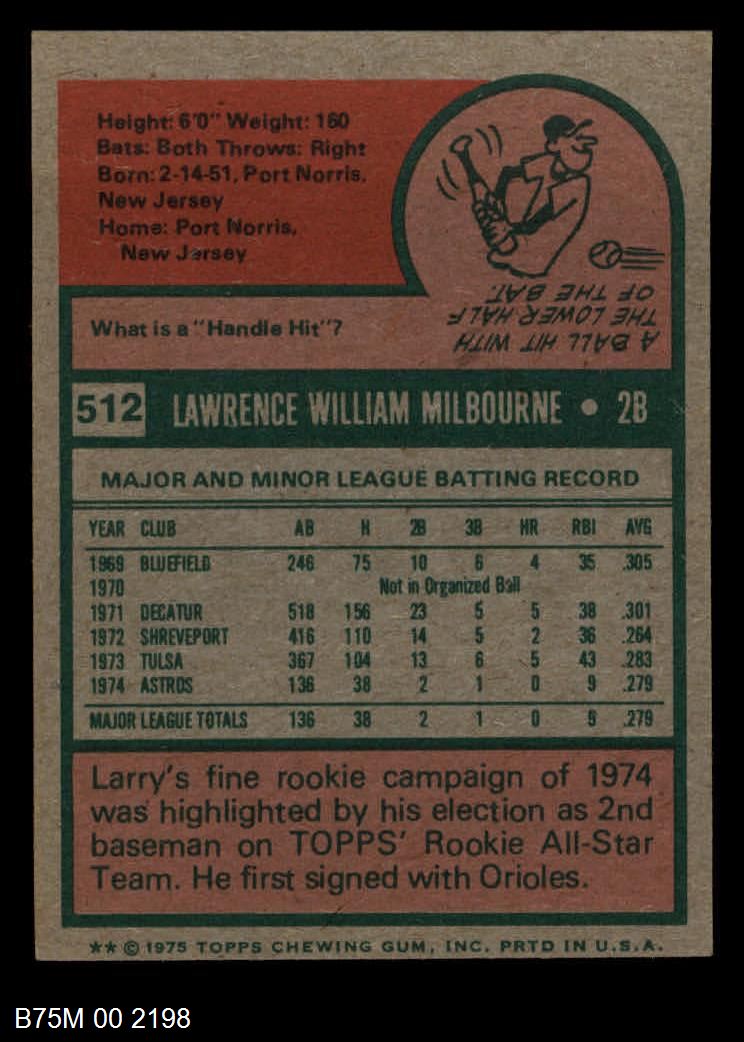 Height: 6'0" Weight: 160
Bats: Both Throws: Right
Born: 2-14-51, Port Norris,
New Jersey
Home: Port Norris,
New Jersey
What is a "Handle Hit"?
A BALL HIT WITH
THE LOWER HALF
OF THE BAT.
512 LAWRENCE WILLIAM MILBOURNE • 2B
MAJOR AND MINOR LEAGUE BATTING RECORD
YEAR CLUB AB H 2B 3B HR RBI AVG
1969 BLUEFIELD 246 75 10 6 4 35 .305
1970 Not in Organized Ball
1971 DECATUR 518 156 23 5 5 38 .301
1972 SHREVEPORT 416 110 14 5 2 36 .264
1973 TULSA 367 104 13 6 5 43 .283
1974 ASTROS 136 38 2 1 0 9 .279
MAJOR LEAGUE TOTALS 136 38 2 1 0 9 .279
Larry's fine rookie campaign of 1974
was highlighted by his election as 2nd
baseman on TOPPS' Rookie All-Star
Team. He first signed with Orioles.
** © 1975 TOPPS CHEWING GUM, INC. PRTD IN U.S.A.
B75M 00 2198